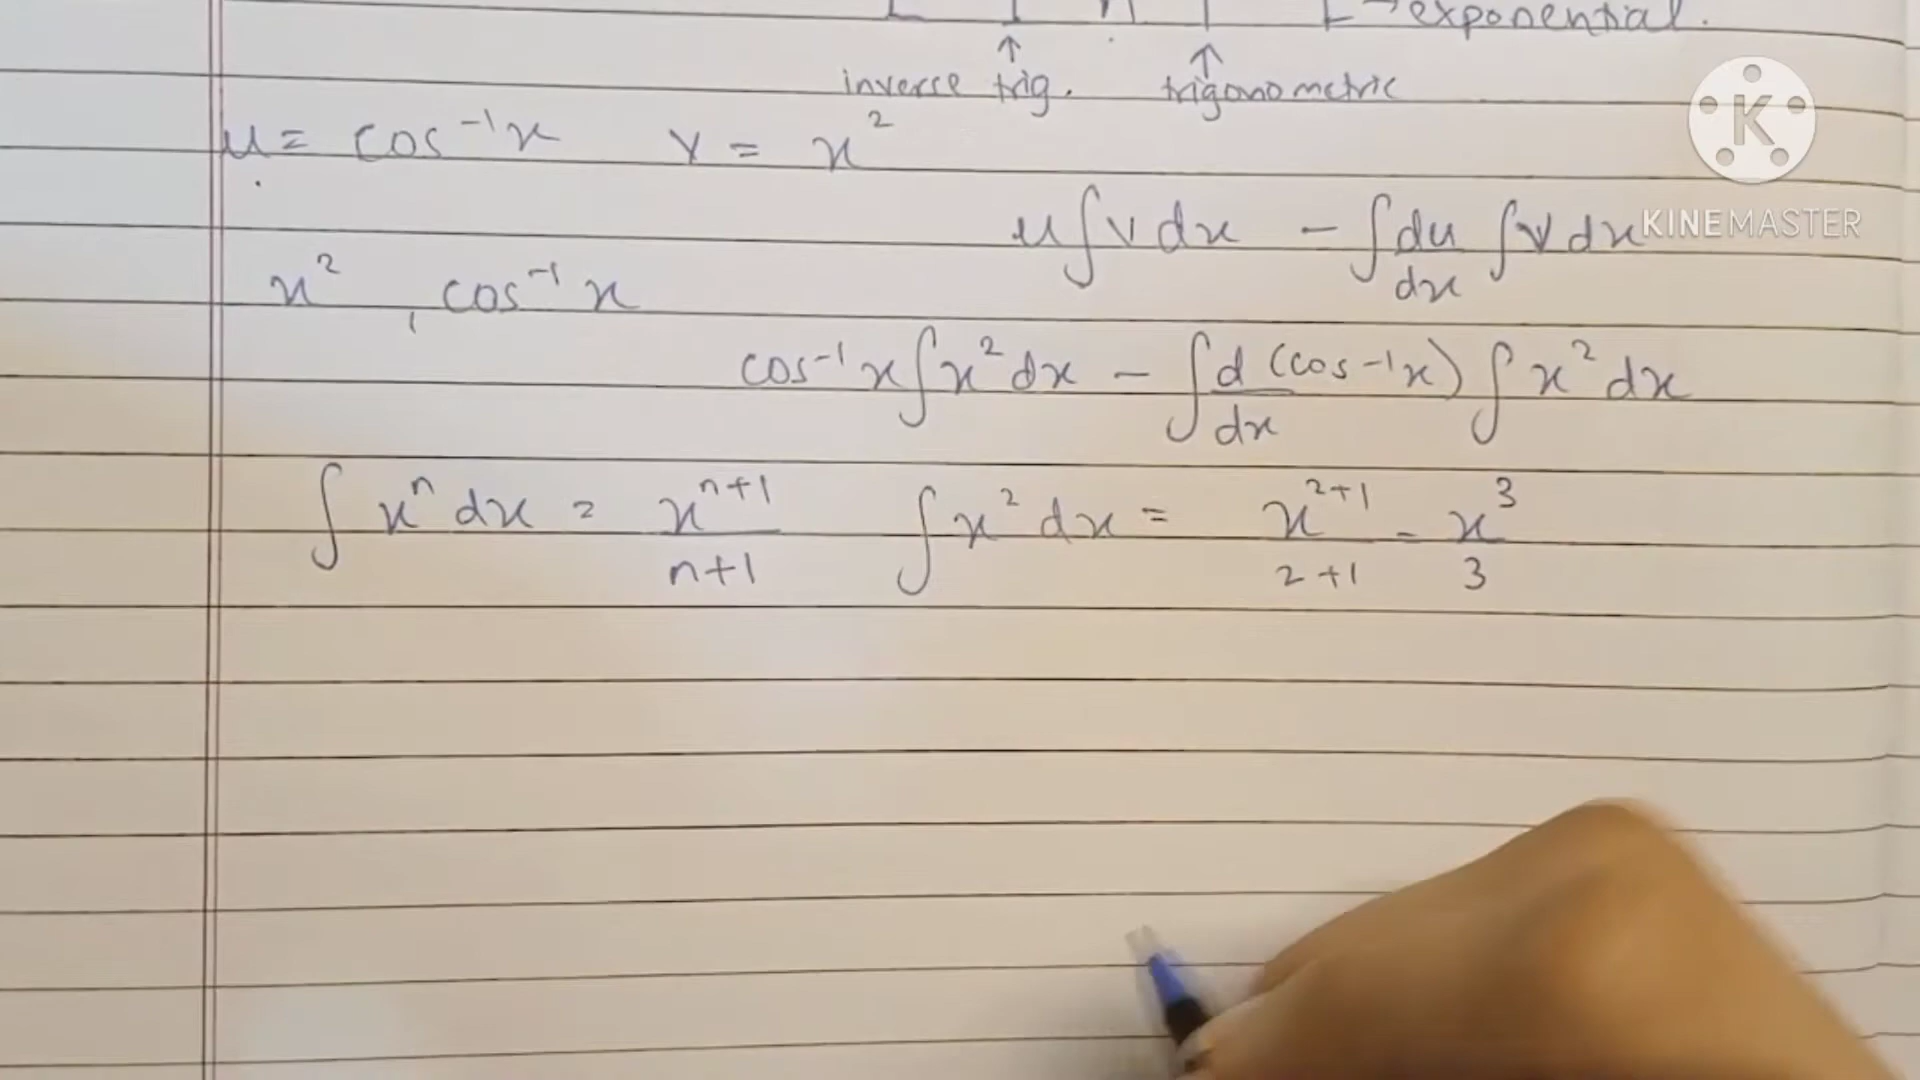 exponential.
inverse trig. trigonometric
u = cos⁻¹x v = x²
u∫v dx - ∫du/dx ∫v dx
x², cos⁻¹ x
cos⁻¹x∫x² dx - ∫d/dx (cos⁻¹x) ∫x² dx
∫xⁿ dx = xⁿ⁺¹/n+1 ∫x² dx = x²⁺¹/2+1 = x³/3
K
KINEMASTER